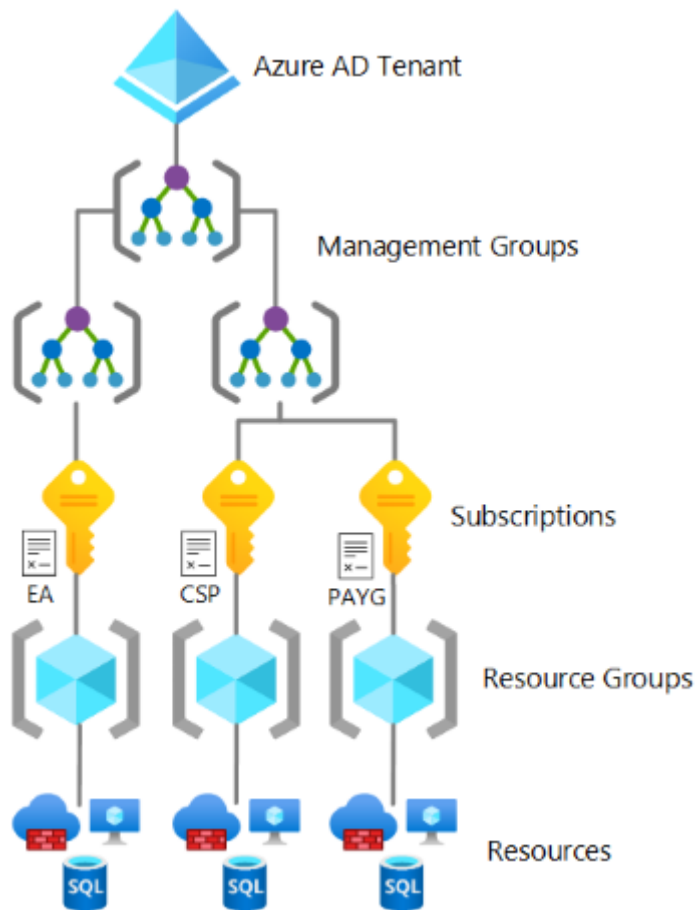 Azure AD Tenant
Management Groups
Subscriptions
EA
CSP
PAYG
Resource Groups
Resources
SQL
SQL
SQL